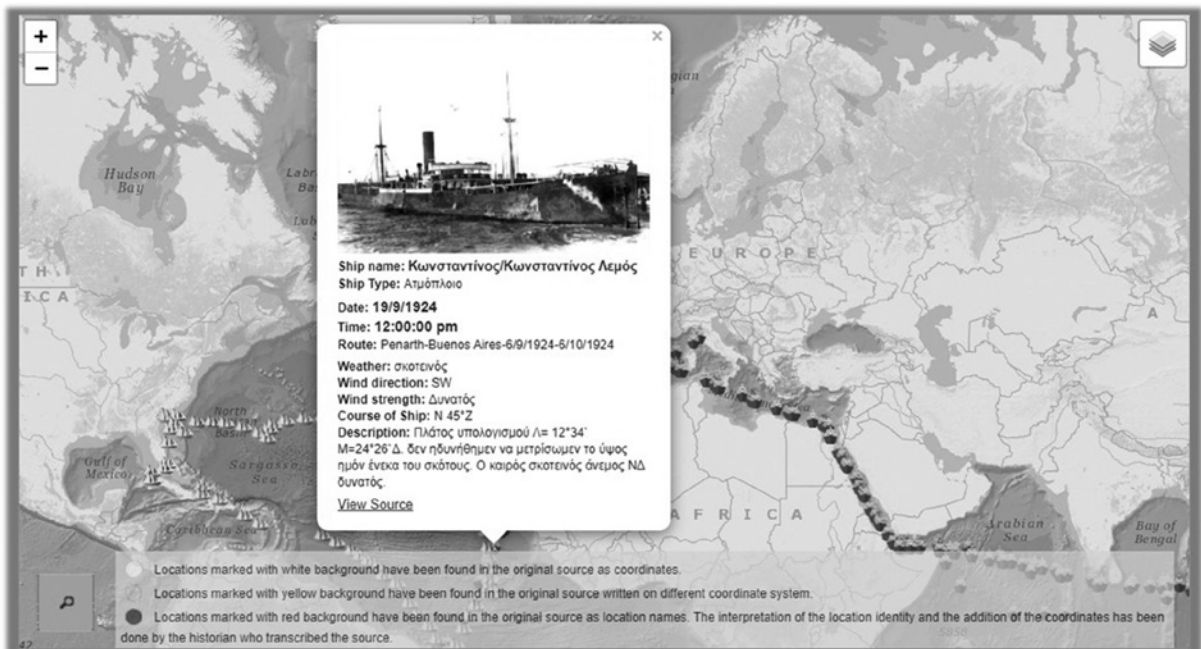 +
−
×
Hudson
Bay
EUROPE
A
North
Sargasso
Sea
Gulf of
Mexico
Caribbean Sea
AFRICA
Arabian
Sea
Bay of
Bengal
Ship name: Κωνσταντίνος/Κωνσταντίνος Λεμός
Ship Type: Ατμόπλοιο
Date: 19/9/1924
Time: 12:00:00 pm
Route: Penarth-Buenos Aires-6/9/1924-6/10/1924
Weather: σκοτεινός
Wind direction: SW
Wind strength: Δυνατός
Course of Ship: N 45°Z
Description: Πλάτος υπολογισμού Λ= 12°34`
Μ=24°26`Δ. δεν ηδυνήθημεν να μετρίσωμεν το ύψος
ημόν ένεκα του σκότους. Ο καιρός σκοτεινός άνεμος ΝΔ
δυνατός.
View Source
Locations marked with white background have been found in the original source as coordinates.
Locations marked with yellow background have been found in the original source written on different coordinate system.
Locations marked with red background have been found in the original source as location names. The interpretation of the location identity and the addition of the coordinates has been
done by the historian who transcribed the source.